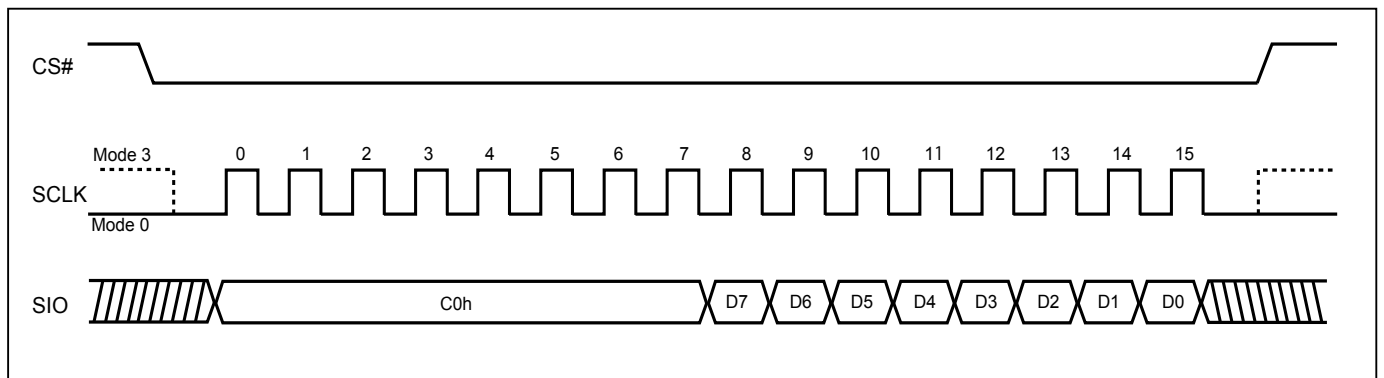 CS#
Mode 3 0 1 2 3 4 5 6 7 8 9 10 11 12 13 14 15
SCLK
Mode 0
SIO C0h D7 D6 D5 D4 D3 D2 D1 D0